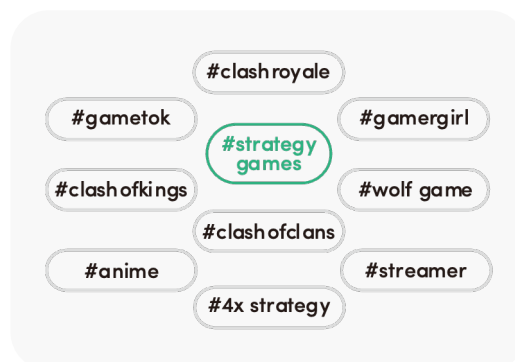 #clashroyale
#gametok
#gamergirl
#strategy
games
#clashofkings
#wolf game
#clashofclans
#anime
#streamer
#4x strategy